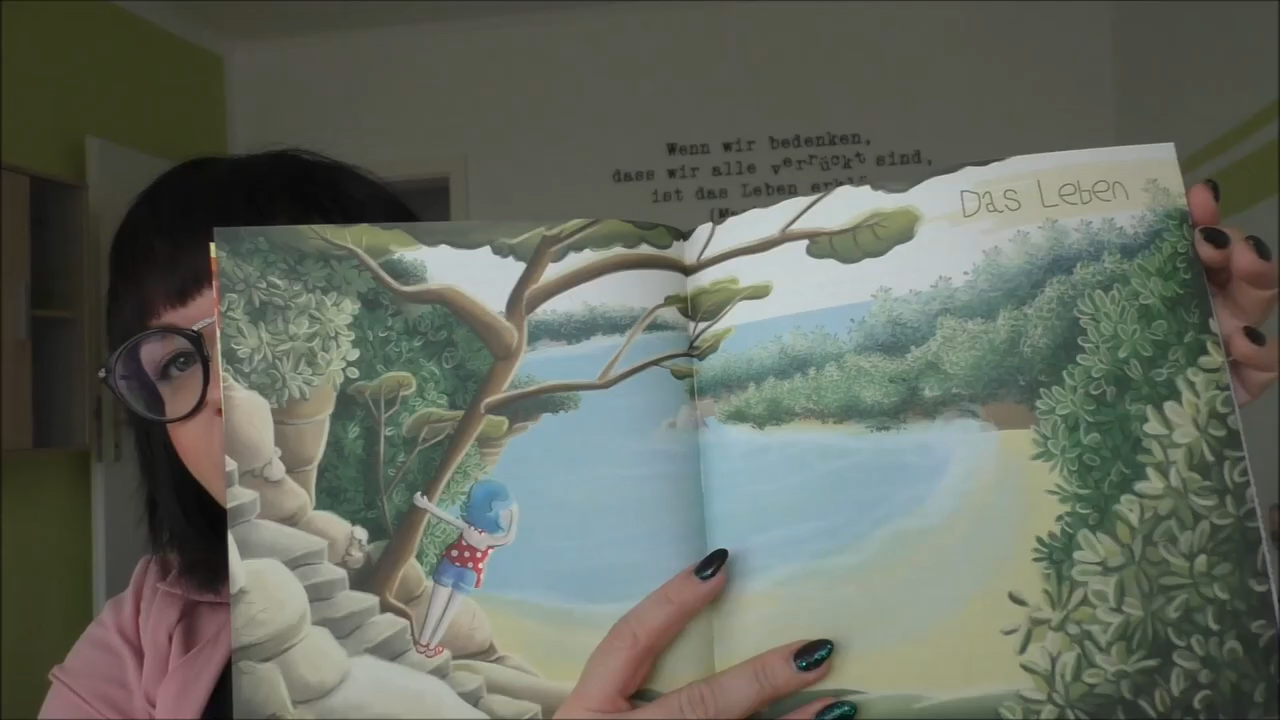 Wenn wir bedenken,
dass wir alle verrückt sind,
ist das Leben
Das Leben